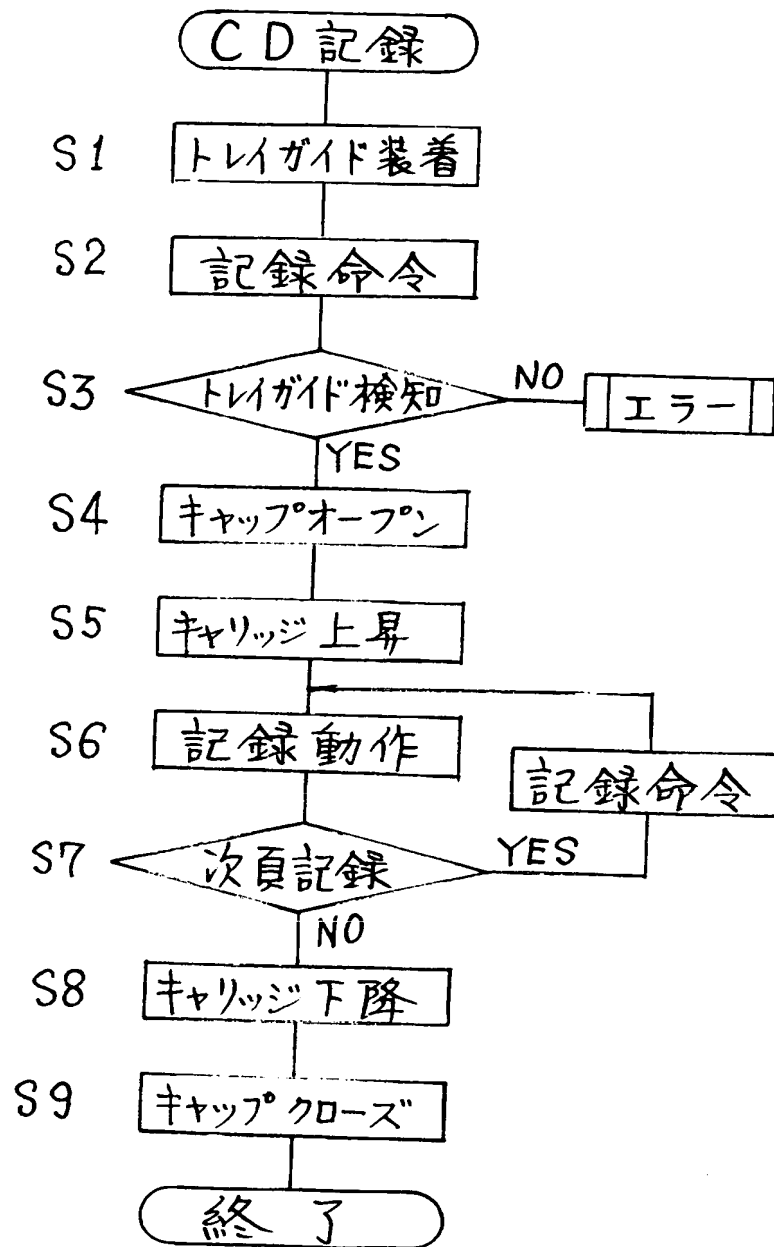 CD記録
S1 トレイガイド装着
S2 記録命令
S3 トレイガイド検知 NO エラー
YES
S4 キャップオープン
S5 キャリッジ上昇
S6 記録動作
記録命令
S7 次頁記録 YES
NO
S8 キャリッジ下降
S9 キャップクローズ
終了